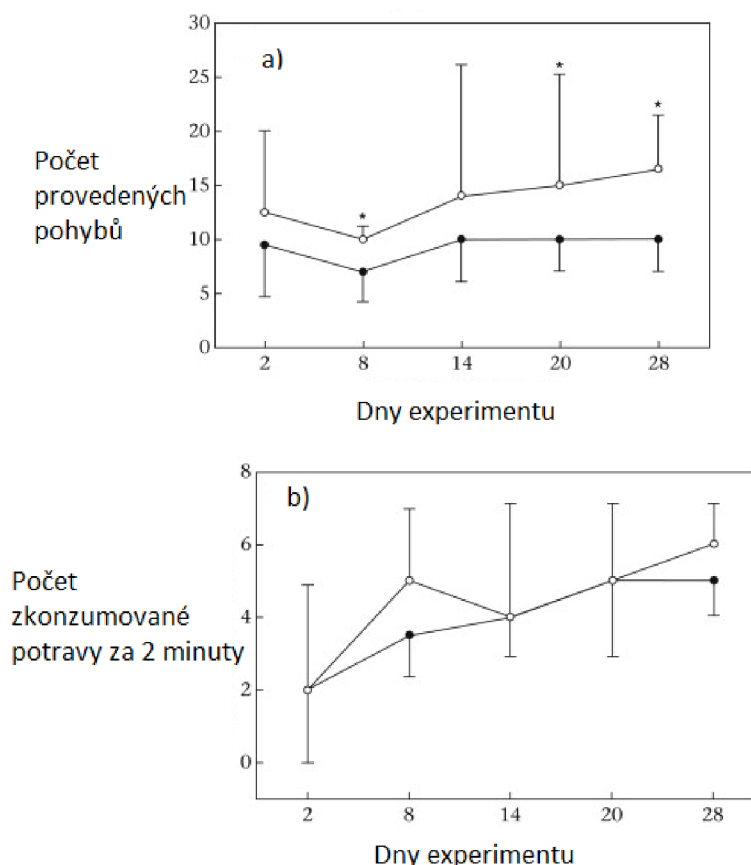 30
a)
25
20
15
10
5
0
Počet
provedených
pohybů
*
*
*
2 8 14 20 28
Dny experimentu
8
b)
6
4
2
0
Počet
zkonzumované
potravy za 2 minuty
2 8 14 20 28
Dny experimentu